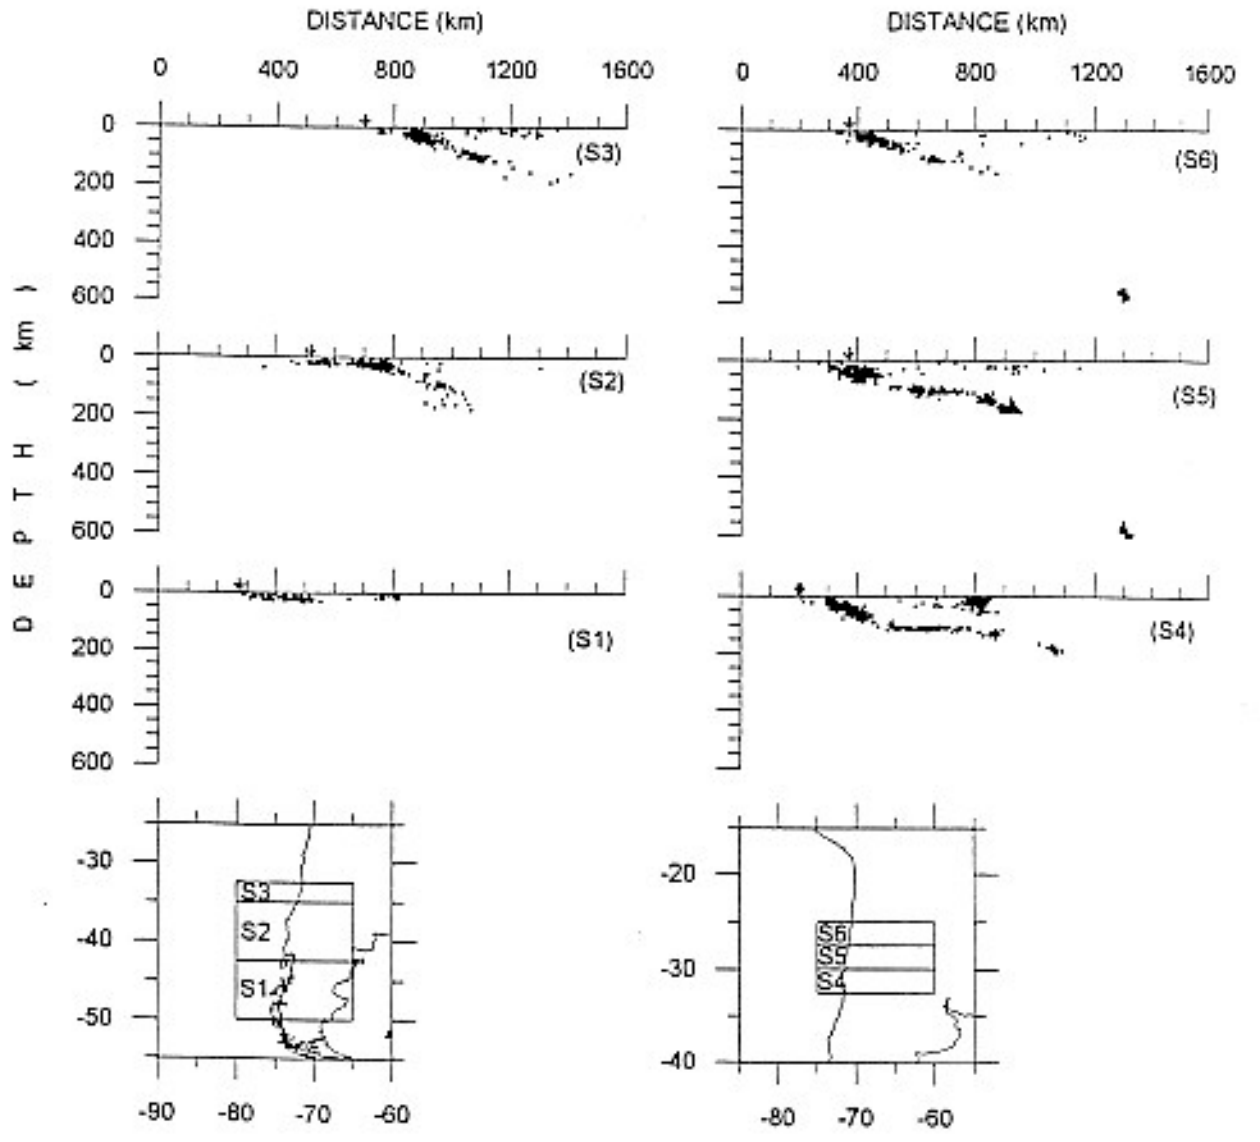 DISTANCE (km) DISTANCE (km)
0 400 800 1200 1600 0 400 800 1200 1600
0
(S3) (S6)
200
400
600
0
(S2) (S5)
200
400
600
0
(S1) (S4)
200
400
600
DEPTH (km)
-30 -20
S3
S2 S6
-40 S5
-30
S1 S4
-50
-40
-90 -80 -70 -60 -80 -70 -60